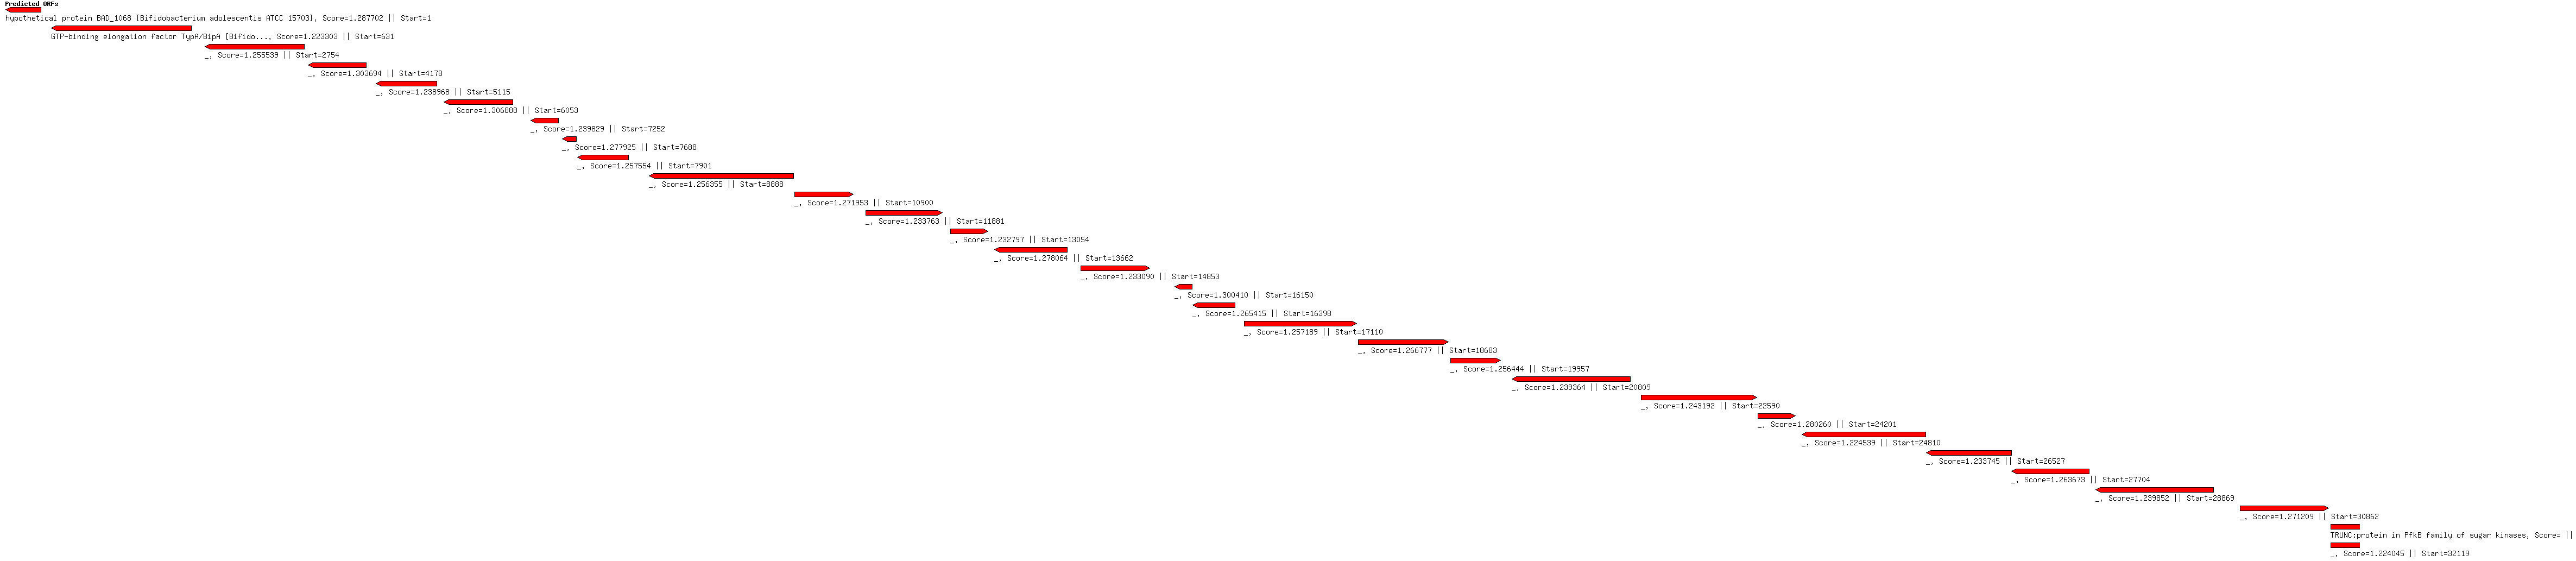 Predicted ORFs
hypothetical protein BAD_1068 [Bifidobacterium adolescentis ATCC 15703], Score=1.287702 || Start=1
GTP-binding elongation factor TypA/BipA [Bifido..., Score=1.223303 || Start=631
_, Score=1.255539 || Start=2754
_, Score=1.303694 || Start=4178
_, Score=1.238968 || Start=5115
_, Score=1.306888 || Start=6053
_, Score=1.239829 || Start=7252
_, Score=1.277925 || Start=7688
_, Score=1.257554 || Start=7901
_, Score=1.256355 || Start=8888
_, Score=1.271953 || Start=10900
_, Score=1.233763 || Start=11881
_, Score=1.232797 || Start=13054
_, Score=1.278064 || Start=13662
_, Score=1.233090 || Start=14853
_, Score=1.300410 || Start=16150
_, Score=1.265415 || Start=16398
_, Score=1.257189 || Start=17110
_, Score=1.266777 || Start=18683
_, Score=1.256444 || Start=19957
_, Score=1.239364 || Start=20809
_, Score=1.243192 || Start=22590
_, Score=1.280260 || Start=24201
_, Score=1.224539 || Start=24810
_, Score=1.233745 || Start=26527
_, Score=1.263673 || Start=27704
_, Score=1.239852 || Start=28869
_, Score=1.271209 || Start=30862
TRUNC:protein in PfkB family of sugar kinases, Score= ||
_, Score=1.224045 || Start=32119